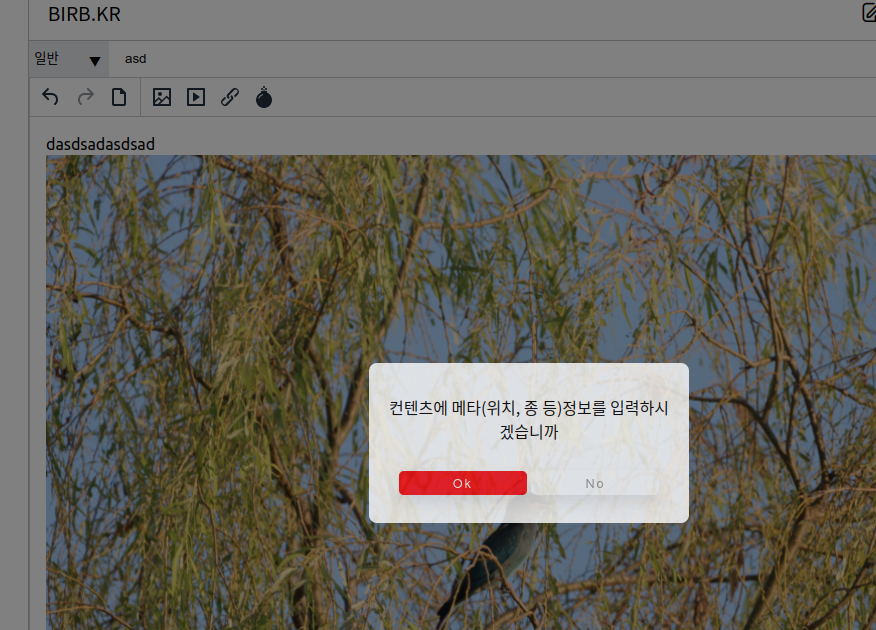 BIRB.KR
일반 ▼ asd
dasdsadasdsad
컨텐츠에 메타(위치, 종 등)정보를 입력하시
겠습니까
Ok No